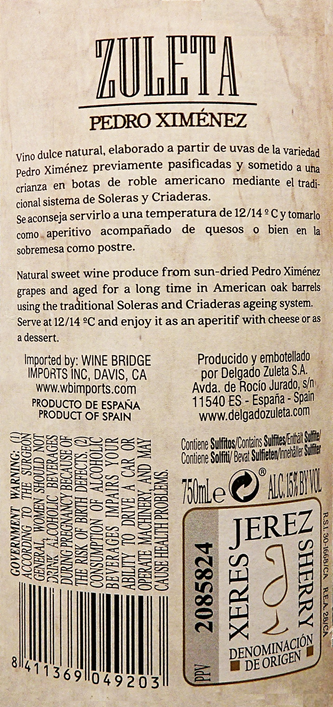 ZULETA
PEDRO XIMÉNEZ
Vino dulce natural, elaborado a partir de uvas de la variedad
Pedro Ximénez previamente pasificadas y sometido a una
crianza en botas de roble americano mediante el tradi-
cional sistema de Soleras y Criaderas.
Se aconseja servirlo a una temperatura de 12/14 º C y tomarlo
como aperitivo acompañado de quesos o bien en la
sobremesa como postre.
Natural sweet wine produce from sun-dried Pedro Ximénez
grapes and aged for a long time in American oak barrels
using the traditional Soleras and Criaderas ageing system.
Serve at 12/14 ºC and enjoy it as an aperitif with cheese or as
a dessert.
Imported by: WINE BRIDGE
IMPORTS INC, DAVIS, CA
www.wbimports.com
PRODUCTO DE ESPAÑA
PRODUCT OF SPAIN
Producido y embotellado
por Delgado Zuleta S.A.
Avda. de Rocío Jurado, s/n
11540 ES - España - Spain
www.delgadozuleta.com
Contiene Sulfitos/Contains Sulfites/Enthält Sulfite/
Contiene Solfiti/ Bevat Sulfieten/Innehåller Sulfiter
750mL e ® ALC.15% BY VOL
GOVERNMENT WARNING: (1)
ACCORDING TO THE SURGEON
GENERAL, WOMEN SHOULD NOT
DRINK ALCOHOLIC BEVERAGES
DURING PREGNANCY BECAUSE OF
THE RISK OF BIRTH DEFECTS. (2)
CONSUMPTION OF ALCOHOLIC
BEVERAGES IMPAIRS YOUR
ABILITY TO DRIVE A CAR OR
OPERATE MACHINERY, AND MAY
CAUSE HEALTH PROBLEMS.
8 411369 049203
PPV 2085824
XERES
JEREZ
SHERRY
DENOMINACIÓN
DE ORIGEN